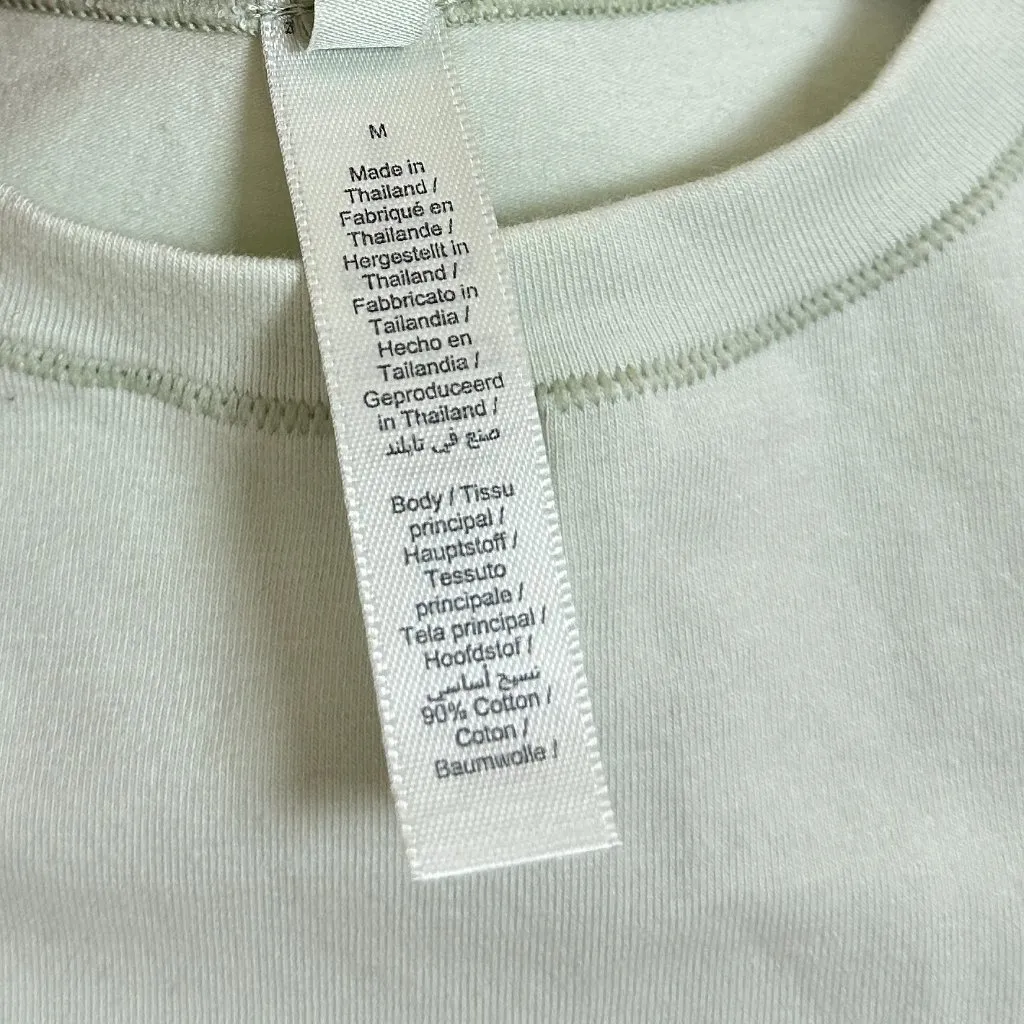 M
Made in
Thailand /
Fabriqué en
Thaïlande /
Hergestellt in
Thailand /
Fabbricato in
Tailandia /
Hecho en
Tailandia /
Geproduceerd
in Thailand /
صنع في تايلند
Body / Tissu
principal /
Hauptstoff /
Tessuto
principale /
Tela principal /
Hoofdstof /
نسيج أساسي
90% Cotton /
Coton /
Baumwolle /